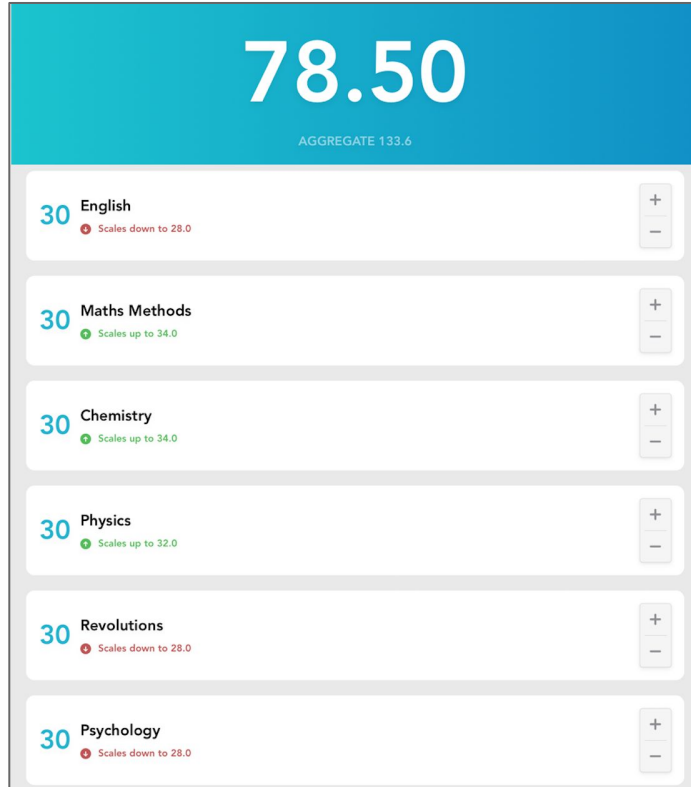 78.50
AGGREGATE 133.6
30 English
Scales down to 28.0
30 Maths Methods
Scales up to 34.0
30 Chemistry
Scales up to 34.0
30 Physics
Scales up to 32.0
30 Revolutions
Scales down to 28.0
30 Psychology
Scales down to 28.0